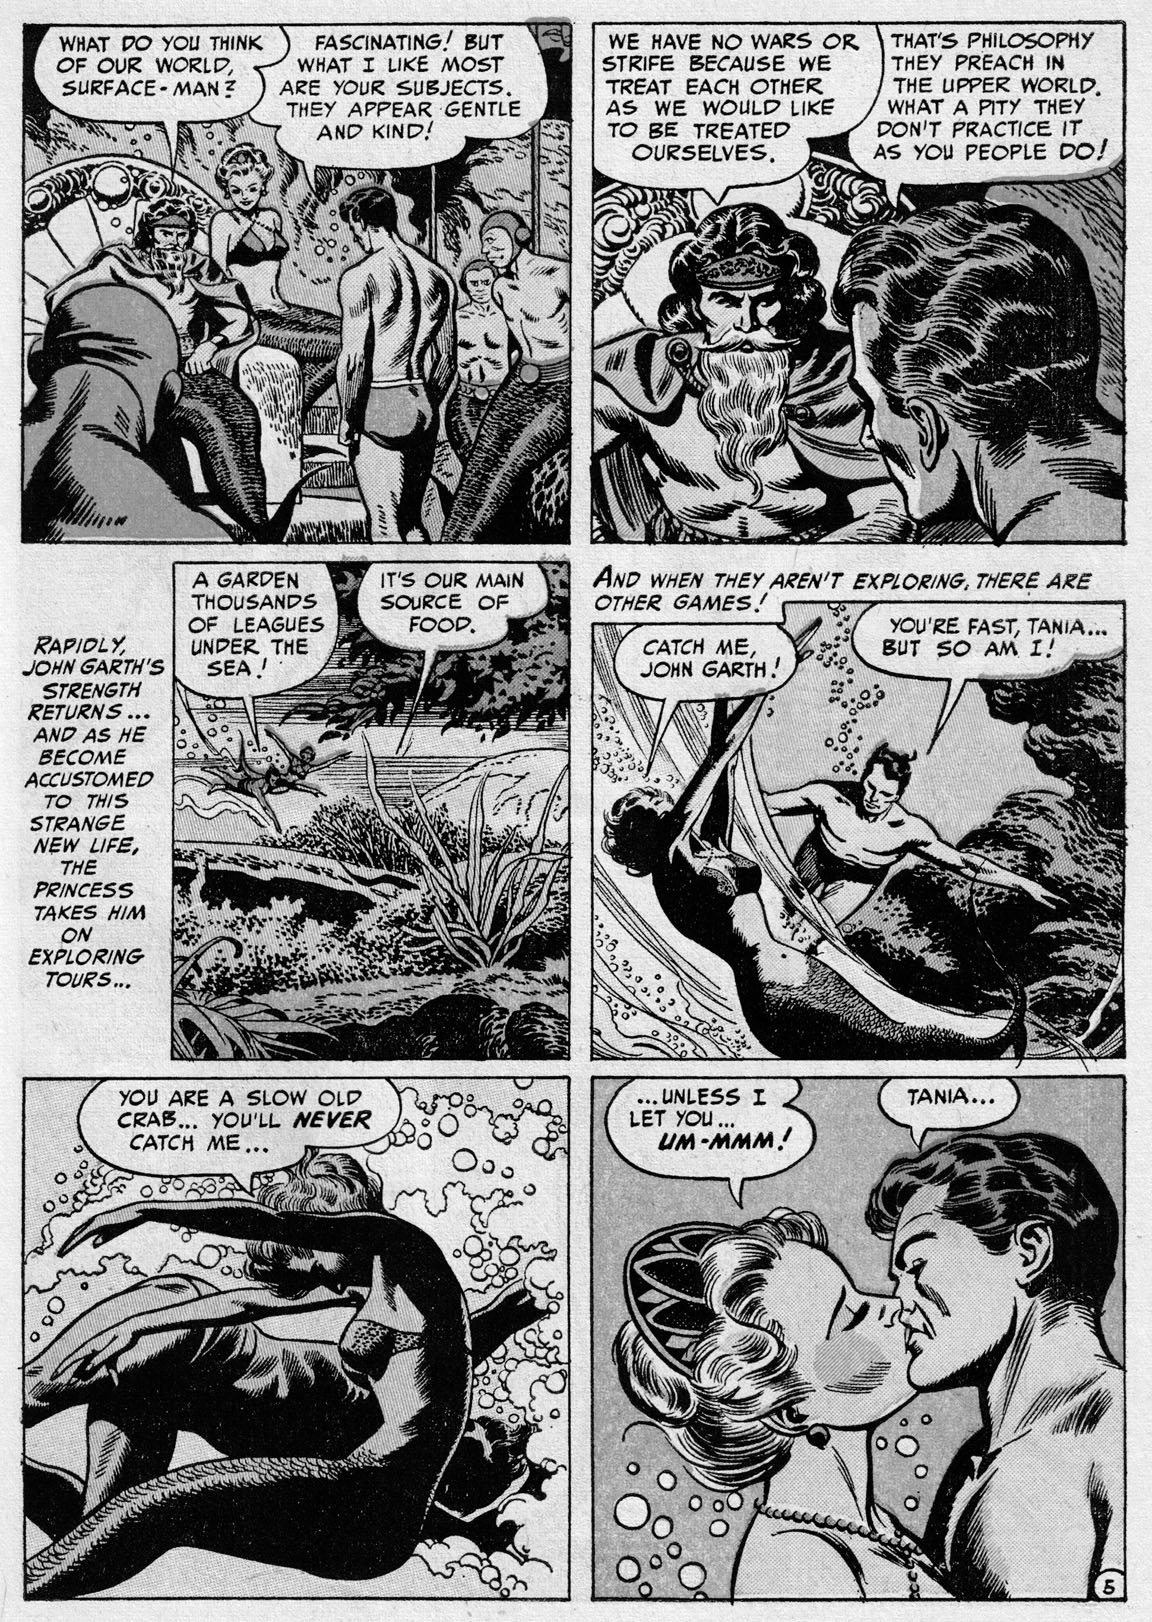 WHAT DO YOU THINK
OF OUR WORLD,
SURFACE-MAN?
FASCINATING! BUT
WHAT I LIKE MOST
ARE YOUR SUBJECTS.
THEY APPEAR GENTLE
AND KIND!
WE HAVE NO WARS OR
STRIFE BECAUSE WE
TREAT EACH OTHER
AS WE WOULD LIKE
TO BE TREATED
OURSELVES.
THAT'S PHILOSOPHY
THEY PREACH IN
THE UPPER WORLD.
WHAT A PITY THEY
DON'T PRACTICE IT
AS YOU PEOPLE DO!
RAPIDLY,
JOHN GARTH'S
STRENGTH
RETURNS...
AND AS HE
BECOME
ACCUSTOMED
TO THIS
STRANGE
NEW LIFE,
THE
PRINCESS
TAKES HIM
ON
EXPLORING
TOURS...
A GARDEN
THOUSANDS
OF LEAGUES
UNDER THE
SEA!
IT'S OUR MAIN
SOURCE OF
FOOD.
AND WHEN THEY AREN'T EXPLORING, THERE ARE
OTHER GAMES!
CATCH ME,
JOHN GARTH!
YOU'RE FAST, TANIA...
BUT SO AM I!
YOU ARE A SLOW OLD
CRAB... YOU'LL NEVER
CATCH ME...
...UNLESS I
LET YOU...
UM-MMM!
TANIA...
5